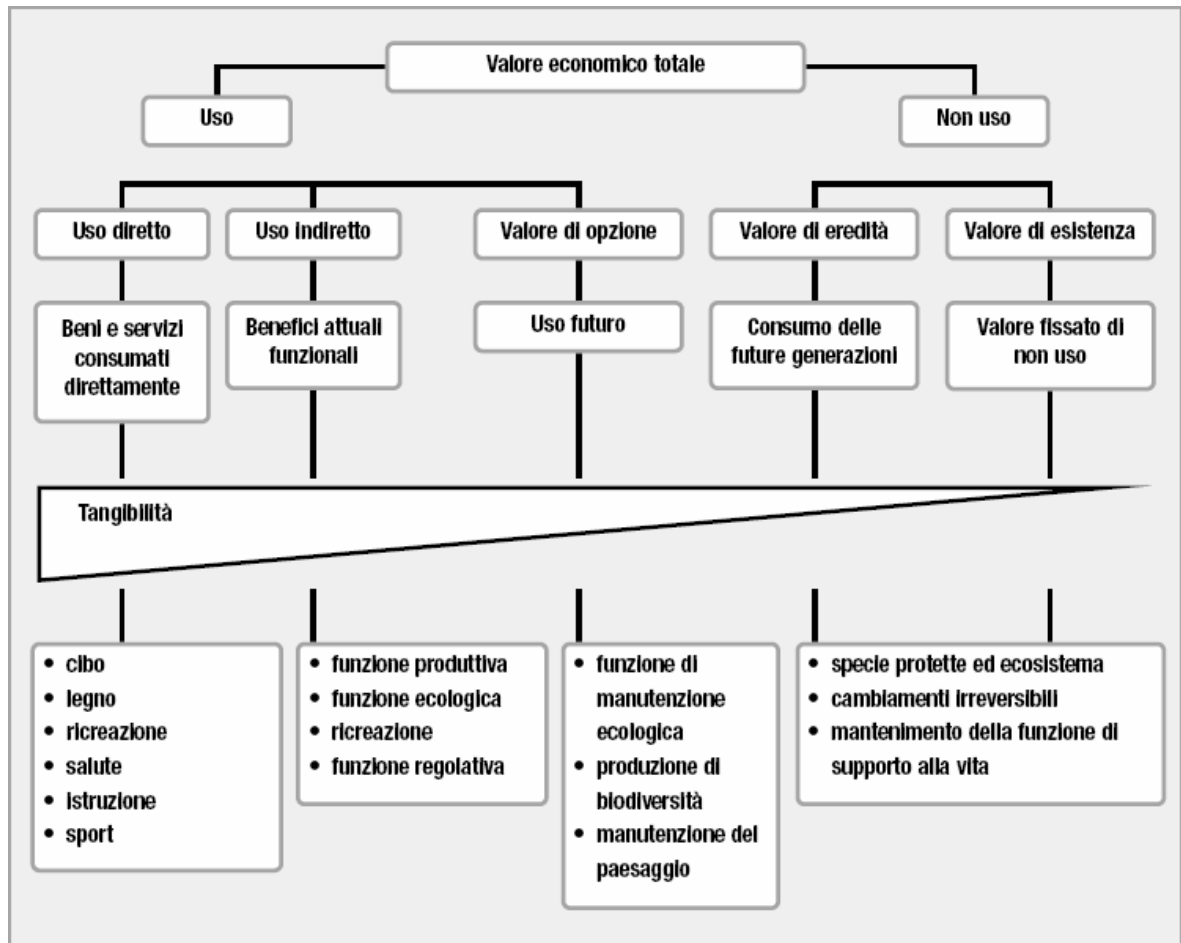 Valore economico totale
Uso
Non uso
Uso diretto
Uso indiretto
Valore di opzione
Valore di eredità
Valore di esistenza
Beni e servizi
consumati
direttamente
Benefici attuali
funzionali
Uso futuro
Consumo delle
future generazioni
Valore fissato di
non uso
Tangibilità
• cibo
• legno
• ricreazione
• salute
• istruzione
• sport
• funzione produttiva
• funzione ecologica
• ricreazione
• funzione regolativa
• funzione di
manutenzione
ecologica
• produzione di
biodiversità
• manutenzione del
paesaggio
• specie protette ed ecosistema
• cambiamenti irreversibili
• mantenimento della funzione di
supporto alla vita